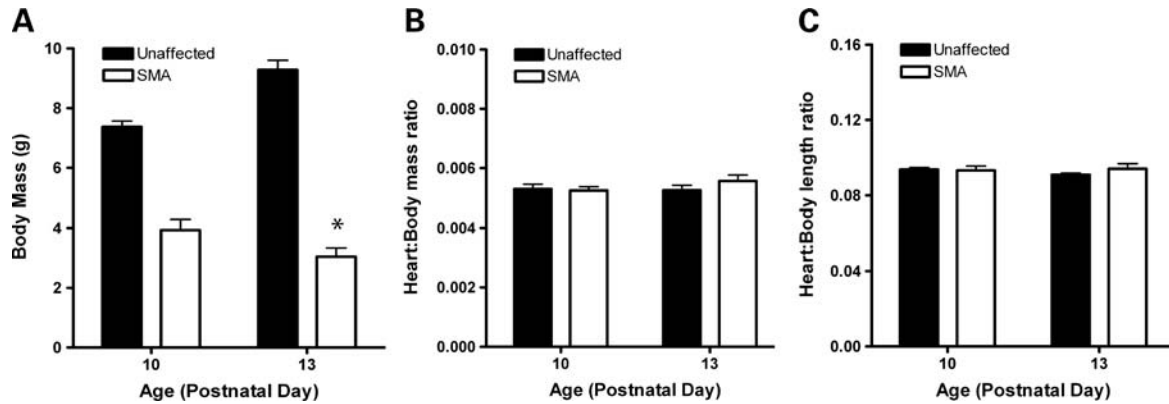 A
Unaffected
SMA
Body Mass (g)
10
8
6
4
2
0
*
10
13
Age (Postnatal Day)
B
Unaffected
SMA
Heart:Body mass ratio
0.010
0.008
0.006
0.004
0.002
0.000
10
13
Age (Postnatal Day)
C
Unaffected
SMA
Heart:Body length ratio
0.16
0.12
0.08
0.04
0.00
10
13
Age (Postnatal Day)